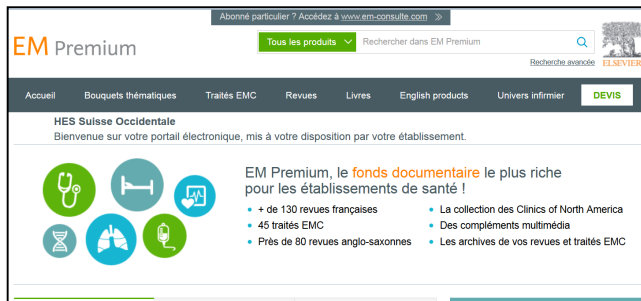 Abonné particulier ? Accédez à www.em-consulte.com
EM Premium
Tous les produits
Rechercher dans EM Premium
Recherche avancée
ELSEVIER
Accueil Bouquets thématiques Traités EMC Revues Livres English products Univers infirmier DEVIS
HES Suisse Occidentale
Bienvenue sur votre portail électronique, mis à votre disposition par votre établissement.
EM Premium, le fonds documentaire le plus riche
pour les établissements de santé !
+ de 130 revues françaises
45 traités EMC
Près de 80 revues anglo-saxonnes
La collection des Clinics of North America
Des compléments multimédia
Les archives de vos revues et traités EMC